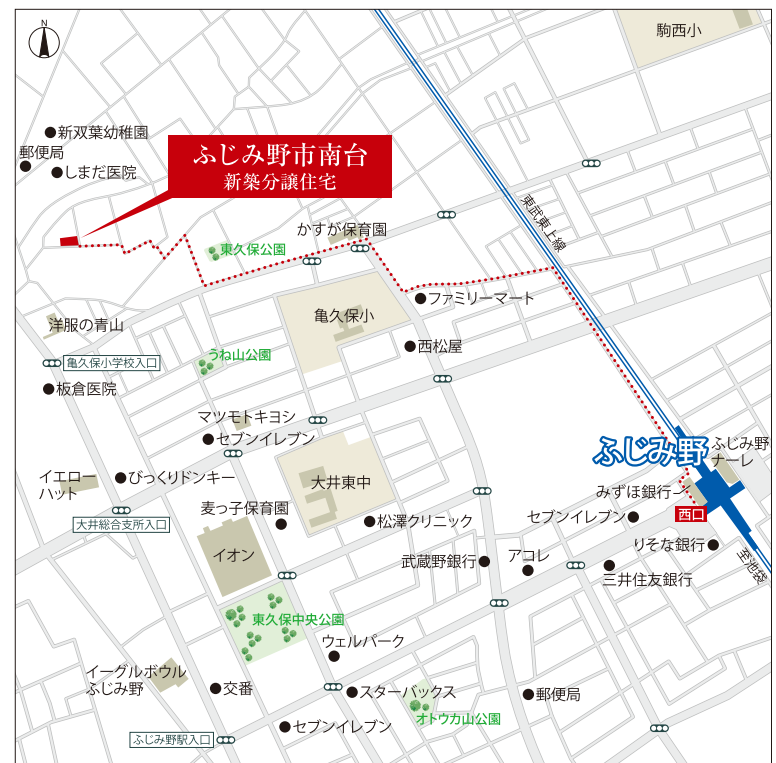 N
駒西小
新双葉幼稚園
郵便局
しまだ医院
ふじみ野市南台
新築分譲住宅
東武東上線
かすが保育園
東久保公園
ファミリーマート
亀久保小
洋服の青山
西松屋
うね山公園
亀久保小学校入口
板倉医院
マツモトキヨシ
セブンイレブン
ふじみ野
ふじみ野
ナーレ
びっくりドンキー
イエロー
ハット
大井東中
みずほ銀行
西口
麦っ子保育園
大井総合支所入口
松澤クリニック
セブンイレブン
りそな銀行
イオン
武蔵野銀行
アコレ
三井住友銀行
至池袋
東久保中央公園
ウェルパーク
イーグルボウル
ふじみ野
交番
スターバックス
郵便局
オトウカ山公園
セブンイレブン
ふじみ野駅入口